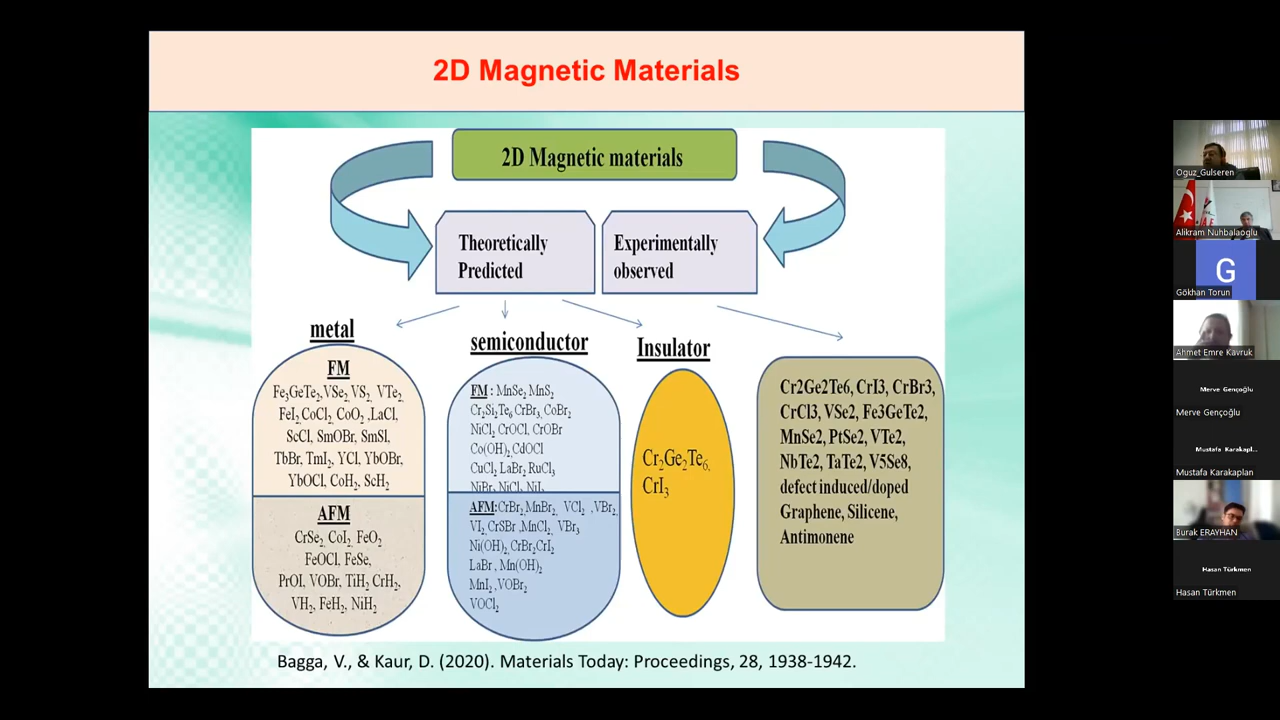 2D Magnetic Materials
2D Magnetic materials
Theoretically
Predicted
Experimentally
observed
metal
FM
Fe₃GeTe₂,VSe₂, VS₂ VTe₂,
FeI₂,CoCl₂, CoO₂ ,LaCl,
ScCl, SmOBr, SmSI,
TbBr, TmI₂, YCl, YbOBr,
YbOCl, CoH₂, ScH₂
AFM
CrSe₂, CoI₂, FeO₂
FeOCl, FeSe,
PrOI, VOBr, TiH₂ CrH₂,
VH₂, FeH₂, NiH₂
semiconductor
FM : MnSe₂ MnS₂
Cr₂Si₂Te₆ CrBr₃, CoBr₂
NiCl₂ CrOCl, CrOBr
Co(OH)₂,CdOCl
CuCl₂ LaBr₂ RuCl₃
NiBr₂ NiCl₂ NiI₂
AFM:CrBr₂ MnBr₂, VCl₂ ,VBr₂,
VI₂ CrSBr ,MnCl₂, VBr₃
Ni(OH)₂, CrBr₂CrI₂
LaBr , Mn(OH)₂
MnI₂ ,VOBr₂
VOCl₂
Insulator
Cr₂Ge₂Te₆,
CrI₃
Cr2Ge2Te6, CrI3, CrBr3,
CrCl3, VSe2, Fe3GeTe2,
MnSe2, PtSe2, VTe2,
NbTe2, TaTe2, V5Se8,
defect induced/doped
Graphene, Silicene,
Antimonene
Bagga, V., & Kaur, D. (2020). Materials Today: Proceedings, 28, 1938-1942.
Oguz_Gulseren
Alikram Nuhbalaoglu
G
Gökhan Torun
Ahmet Emre Kavruk
Merve Gençoğlu
Merve Gençoğlu
Mustafa Karakapl...
Mustafa Karakaplan
Burak ERAYHAN
Hasan Türkmen
Hasan Türkmen